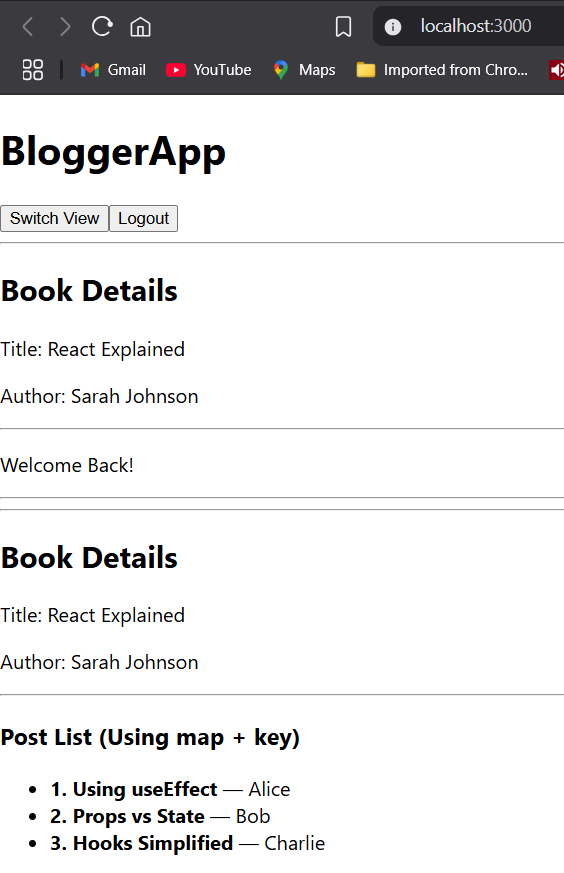 localhost:3000
Gmail YouTube Maps Imported from Chro...
BloggerApp
Switch View Logout
Book Details
Title: React Explained
Author: Sarah Johnson
Welcome Back!
Book Details
Title: React Explained
Author: Sarah Johnson
Post List (Using map + key)
• 1. Using useEffect — Alice
• 2. Props vs State — Bob
• 3. Hooks Simplified — Charlie